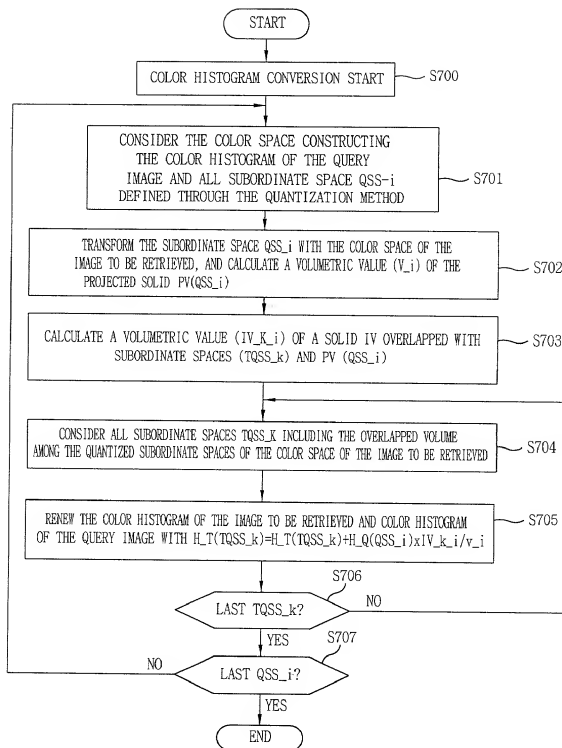 START
COLOR HISTOGRAM CONVERSION START
S700
CONSIDER THE COLOR SPACE CONSTRUCTING
THE COLOR HISTOGRAM OF THE QUERY
IMAGE AND ALL SUBORDINATE SPACE QSS-i
DEFINED THROUGH THE QUANTIZATION METHOD
S701
TRANSFORM THE SUBORDINATE SPACE QSS_i WITH THE COLOR SPACE OF THE
IMAGE TO BE RETRIEVED, AND CALCULATE A VOLUMETRIC VALUE (V_i) OF THE
PROJECTED SOLID PV(QSS_i)
S702
CALCULATE A VOLUMETRIC VALUE (IV_K_i) OF A SOLID IV OVERLAPPED WITH
SUBORDINATE SPACES (TQSS_k) AND PV (QSS_i)
S703
CONSIDER ALL SUBORDINATE SPACES TQSS_K INCLUDING THE OVERLAPPED VOLUME
AMONG THE QUANTIZED SUBORDINATE SPACES OF THE COLOR SPACE OF THE IMAGE TO BE RETRIEVED
S704
RENEW THE COLOR HISTOGRAM OF THE IMAGE TO BE RETRIEVED AND COLOR HISTOGRAM
OF THE QUERY IMAGE WITH H_T(TQSS_k)=H_T(TQSS_k)+H_Q(QSS_i)xIV_k_i/v_i
S705
S706
LAST TQSS_k?
NO
YES
S707
NO
LAST QSS_i?
YES
END